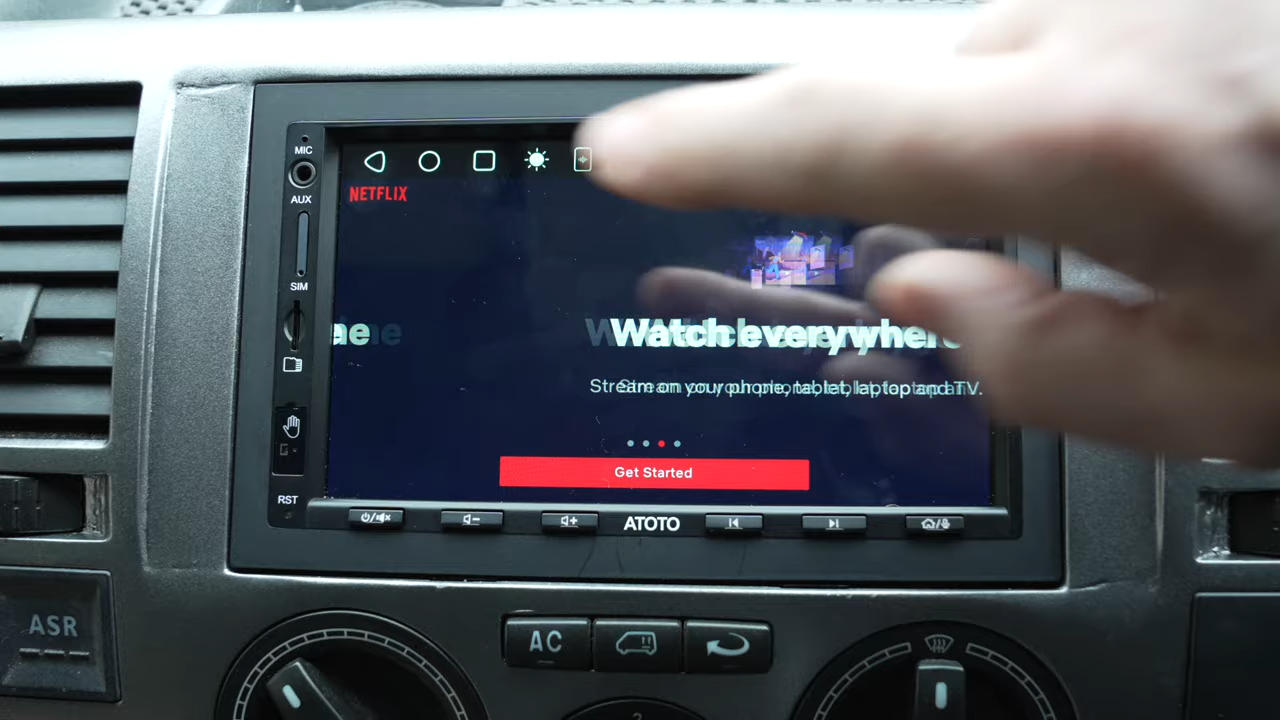 MIC
AUX
SIM
RST
NETFLIX
Watch everywhere
Stream on your phone, tablet, laptop and TV.
Get Started
ATOTO
ASR
AC